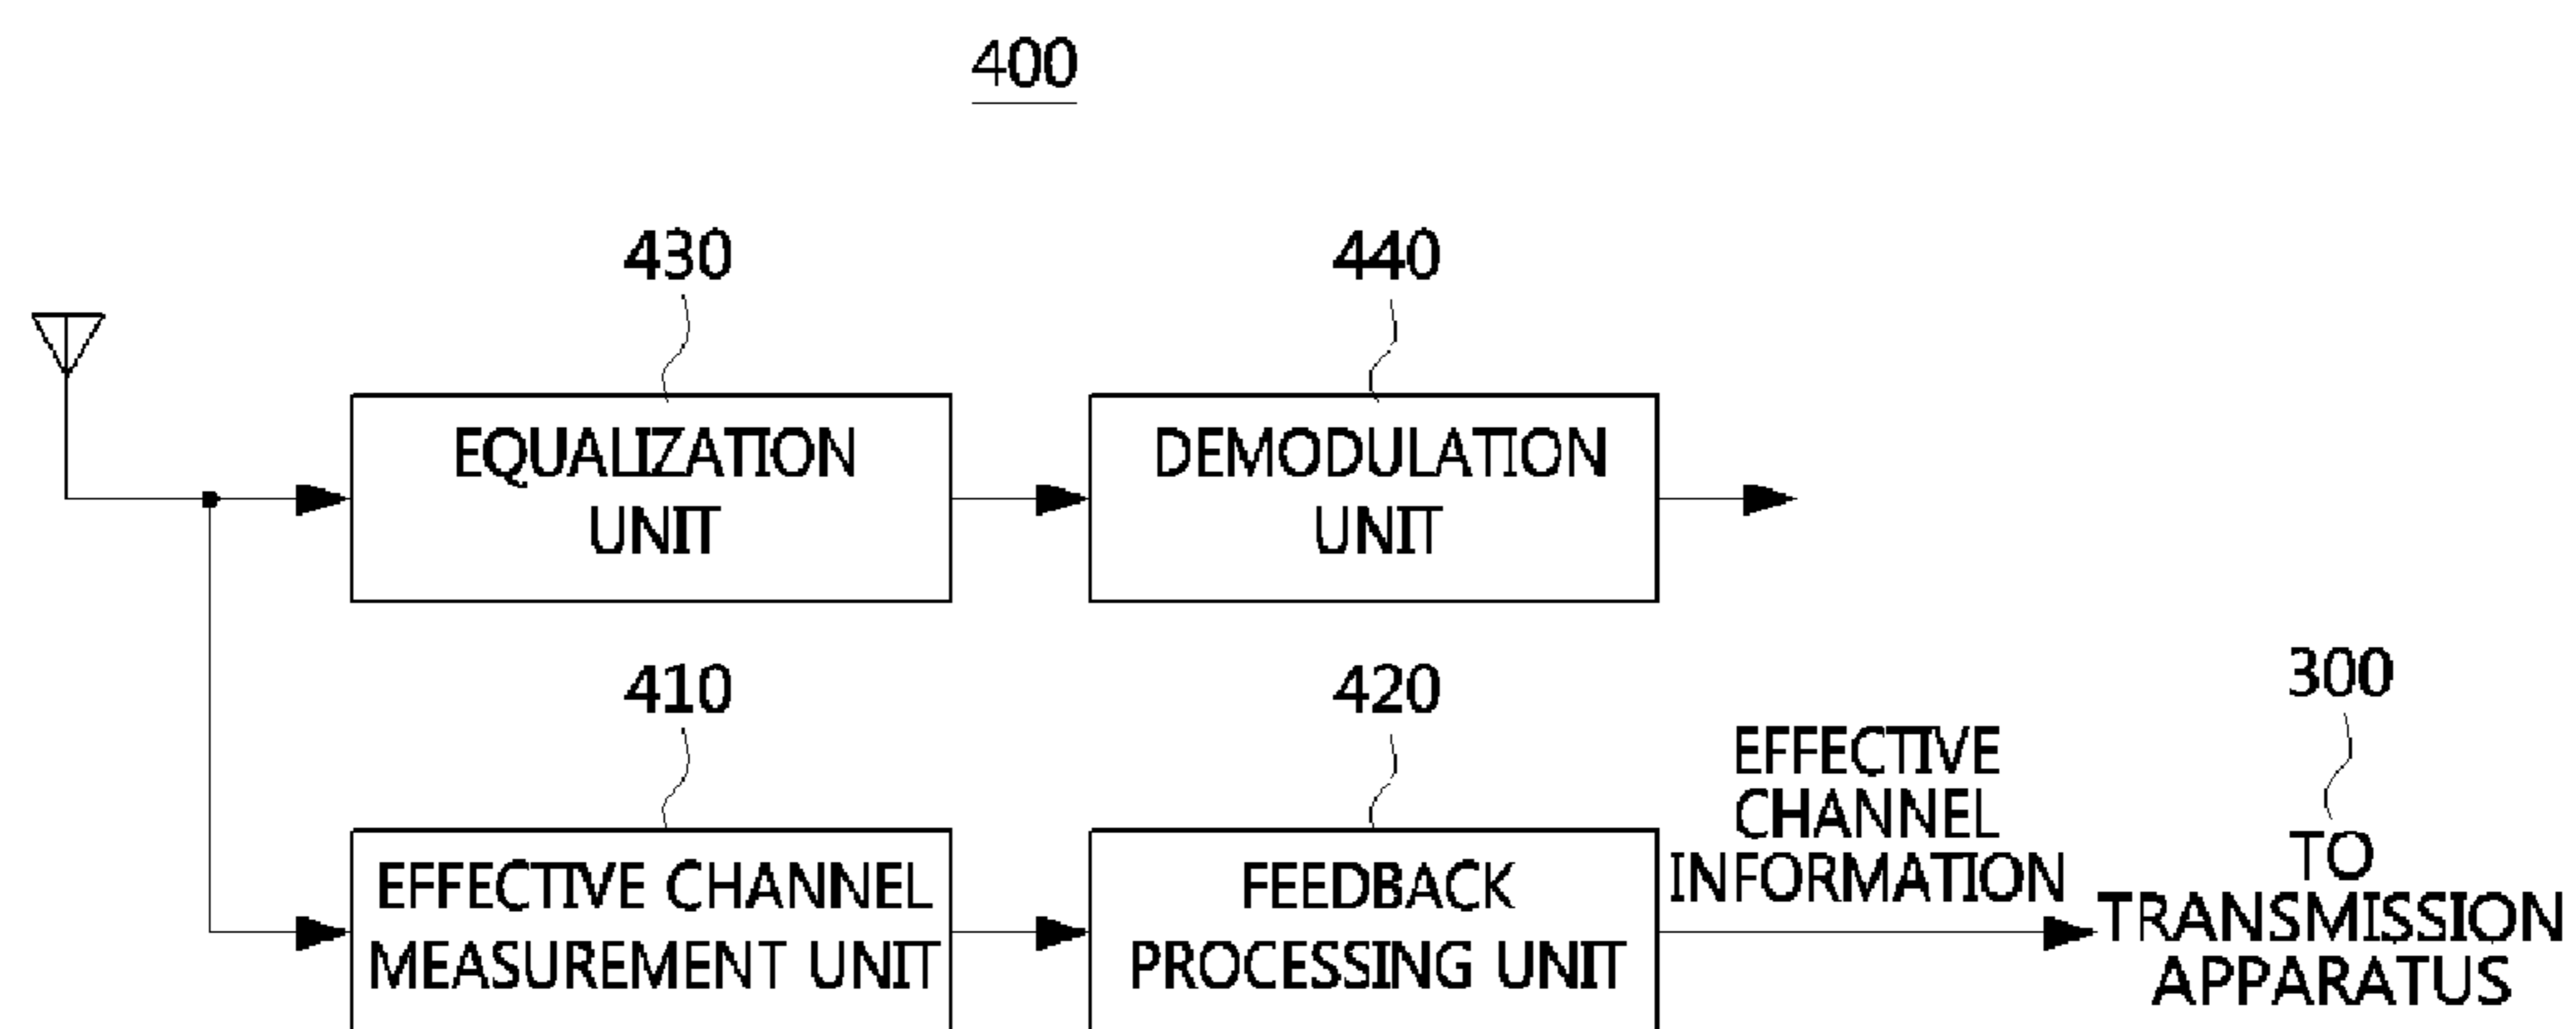 400
430
440
EQUALIZATION
UNIT
DEMODULATION
UNIT
410
420
300
EFFECTIVE
CHANNEL
INFORMATION
EFFECTIVE CHANNEL
MEASUREMENT UNIT
FEEDBACK
PROCESSING UNIT
TO
TRANSMISSION
APPARATUS